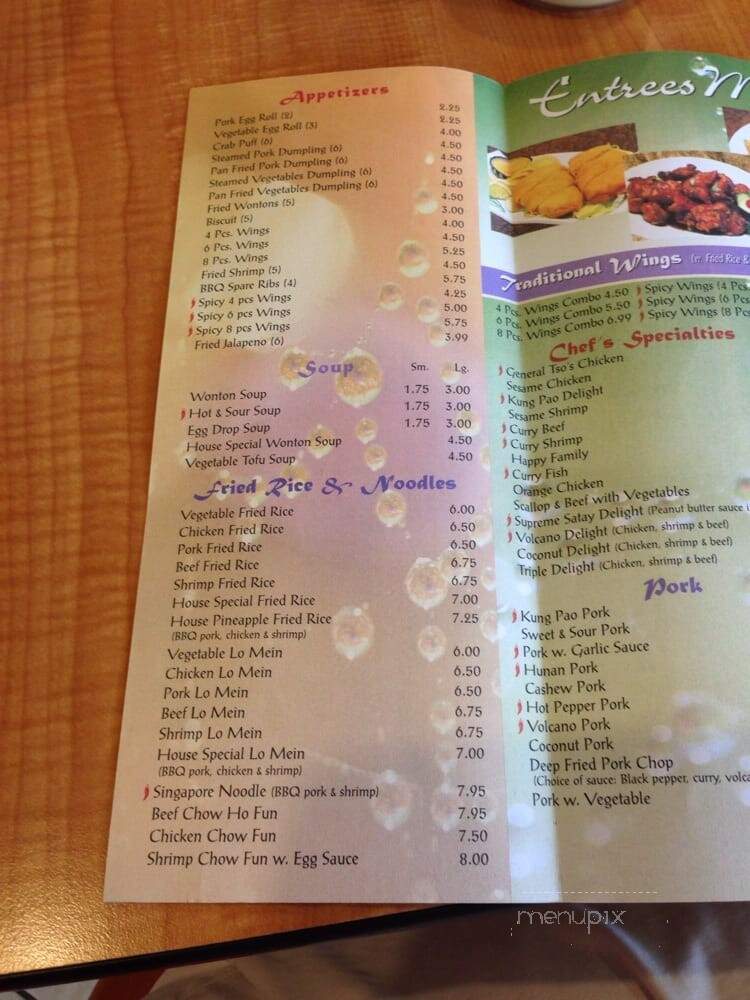 Appetizers
Pork Egg Roll (2) 2.25
Vegetable Egg Roll (3) 2.25
Crab Puff (6) 4.00
Steamed Pork Dumpling (6) 4.50
Pan Fried Pork Dumpling (6) 4.50
Steamed Vegetables Dumpling (6) 4.50
Pan Fried Vegetables Dumpling (6) 4.50
Fried Wontons (5) 4.50
Biscuit (5) 3.00
4 Pcs. Wings 4.00
6 Pcs. Wings 4.50
8 Pcs. Wings 5.25
Fried Shrimp (5) 4.50
BBQ Spare Ribs (4) 5.75
Spicy 4 pcs Wings 4.25
Spicy 6 pcs Wings 5.00
Spicy 8 pcs Wings 5.75
Fried Jalapeno (6) 3.99
Soup Sm. Lg.
Wonton Soup 1.75 3.00
Hot & Sour Soup 1.75 3.00
Egg Drop Soup 1.75 3.00
House Special Wonton Soup 4.50
Vegetable Tofu Soup 4.50
Fried Rice & Noodles
Vegetable Fried Rice 6.00
Chicken Fried Rice 6.50
Pork Fried Rice 6.50
Beef Fried Rice 6.75
Shrimp Fried Rice 6.75
House Special Fried Rice 7.00
House Pineapple Fried Rice 7.25
(BBQ pork, chicken & shrimp)
Vegetable Lo Mein 6.00
Chicken Lo Mein 6.50
Pork Lo Mein 6.50
Beef Lo Mein 6.75
Shrimp Lo Mein 6.75
House Special Lo Mein 7.00
(BBQ pork, chicken & shrimp)
Singapore Noodle (BBQ pork & shrimp) 7.95
Beef Chow Ho Fun 7.95
Chicken Chow Fun 7.50
Shrimp Chow Fun w. Egg Sauce 8.00
Entrees M
Traditional Wings (w. Fried Rice &
4 Pcs. Wings Combo 4.50 Spicy Wings (4 Pcs
6 Pcs. Wings Combo 5.50 Spicy Wings (6 Pcs
8 Pcs. Wings Combo 6.99 Spicy Wings (8 Pcs
Chef's Specialties
General Tso's Chicken
Sesame Chicken
Kung Pao Delight
Sesame Shrimp
Curry Beef
Curry Shrimp
Happy Family
Curry Fish
Orange Chicken
Scallop & Beef with Vegetables
Supreme Satay Delight (Peanut butter sauce
Volcano Delight (Chicken, shrimp & beef)
Coconut Delight (Chicken, shrimp & beef)
Triple Delight (Chicken, shrimp & beef)
Pork
Kung Pao Pork
Sweet & Sour Pork
Pork w. Garlic Sauce
Hunan Pork
Cashew Pork
Hot Pepper Pork
Volcano Pork
Coconut Pork
Deep Fried Pork Chop
(Choice of sauce: Black pepper, curry, volca
Pork w. Vegetable
menupix